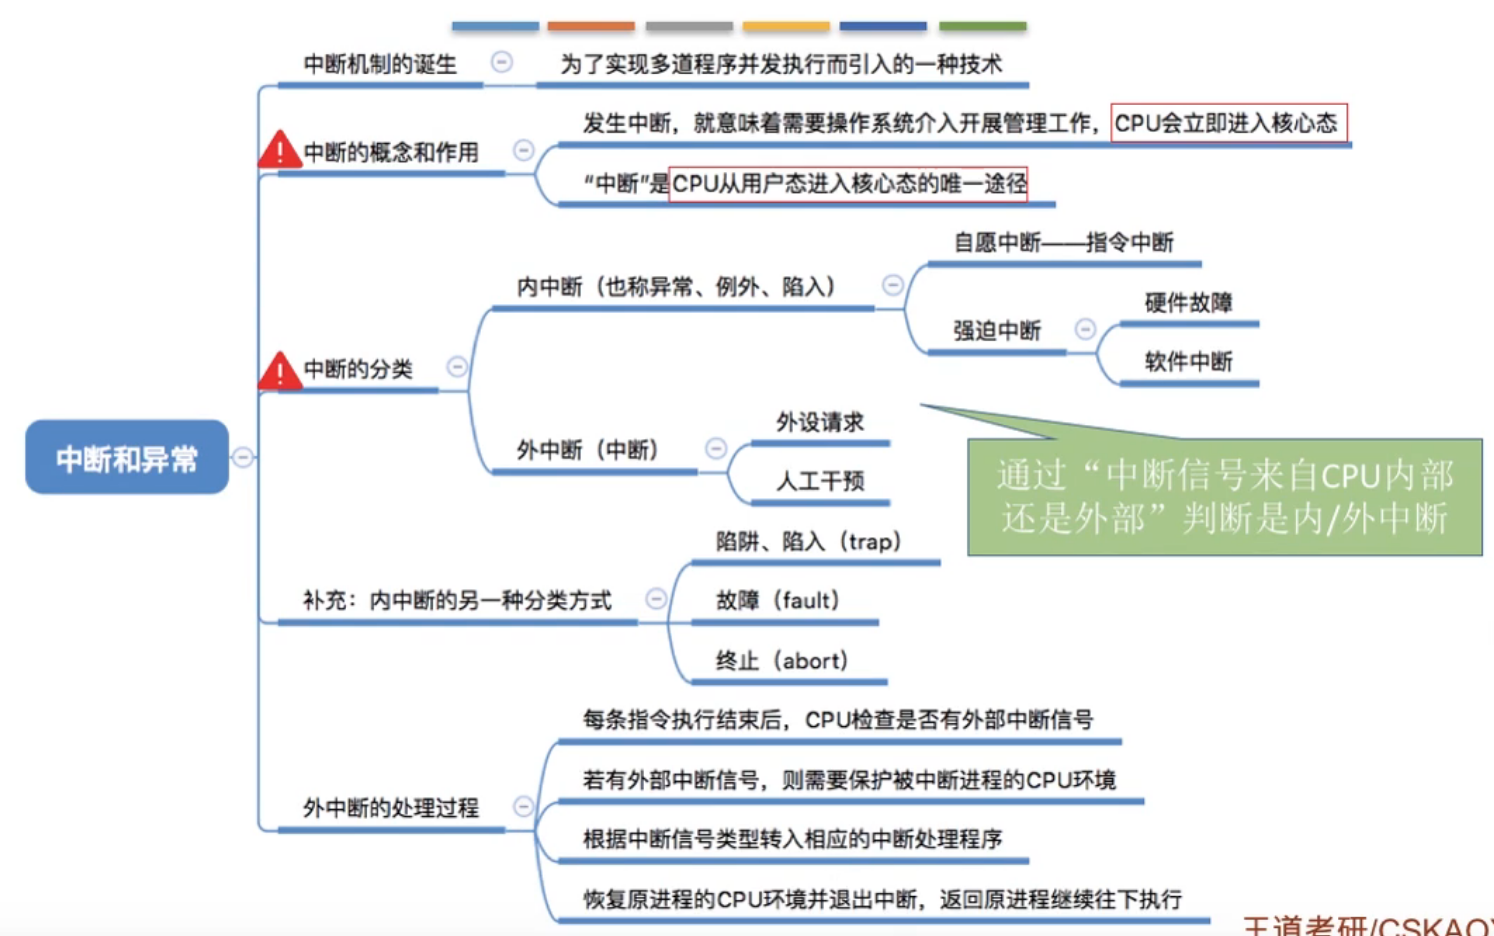 中断机制的诞生
为了实现多道程序并发执行而引入的一种技术
中断的概念和作用
发生中断，就意味着需要操作系统介入开展管理工作，CPU会立即进入核心态
“中断”是CPU从用户态进入核心态的唯一途径
中断和异常
中断的分类
内中断（也称异常、例外、陷入）
自愿中断——指令中断
强迫中断
硬件故障
软件中断
外中断（中断）
外设请求
人工干预
通过“中断信号来自CPU内部
还是外部”判断是内/外中断
补充：内中断的另一种分类方式
陷阱、陷入（trap）
故障（fault）
终止（abort）
外中断的处理过程
每条指令执行结束后，CPU检查是否有外部中断信号
若有外部中断信号，则需要保护被中断进程的CPU环境
根据中断信号类型转入相应的中断处理程序
恢复原进程的CPU环境并退出中断，返回原进程继续往下执行
王道考研/CSKAO